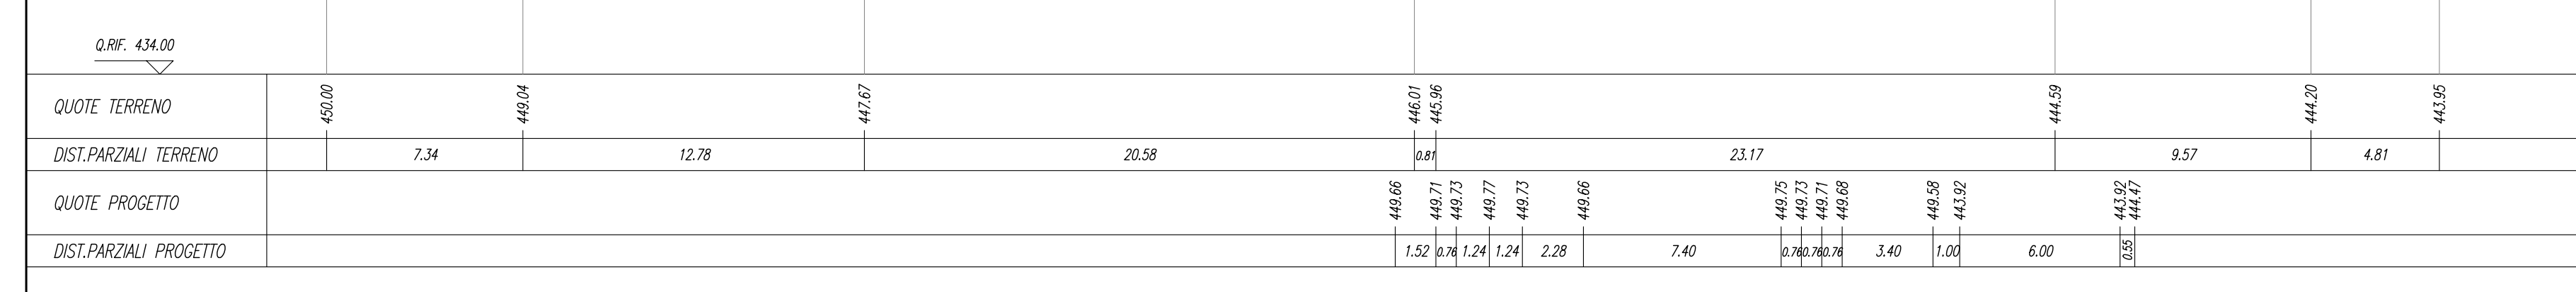 Q.RIF. 434.00
QUOTE TERRENO 450.00 449.04 447.67 446.01 445.96 444.59 444.20 443.95
DIST.PARZIALI TERRENO 7.34 12.78 20.58 0.81 23.17 9.57 4.81
QUOTE PROGETTO 449.66 449.71 449.73 449.77 449.73 449.66 449.75 449.73 449.71 449.68 449.58 443.92 443.92 444.47
DIST.PARZIALI PROGETTO 1.52 0.76 1.24 1.24 2.28 7.40 0.76 0.76 0.76 3.40 1.00 6.00 0.55